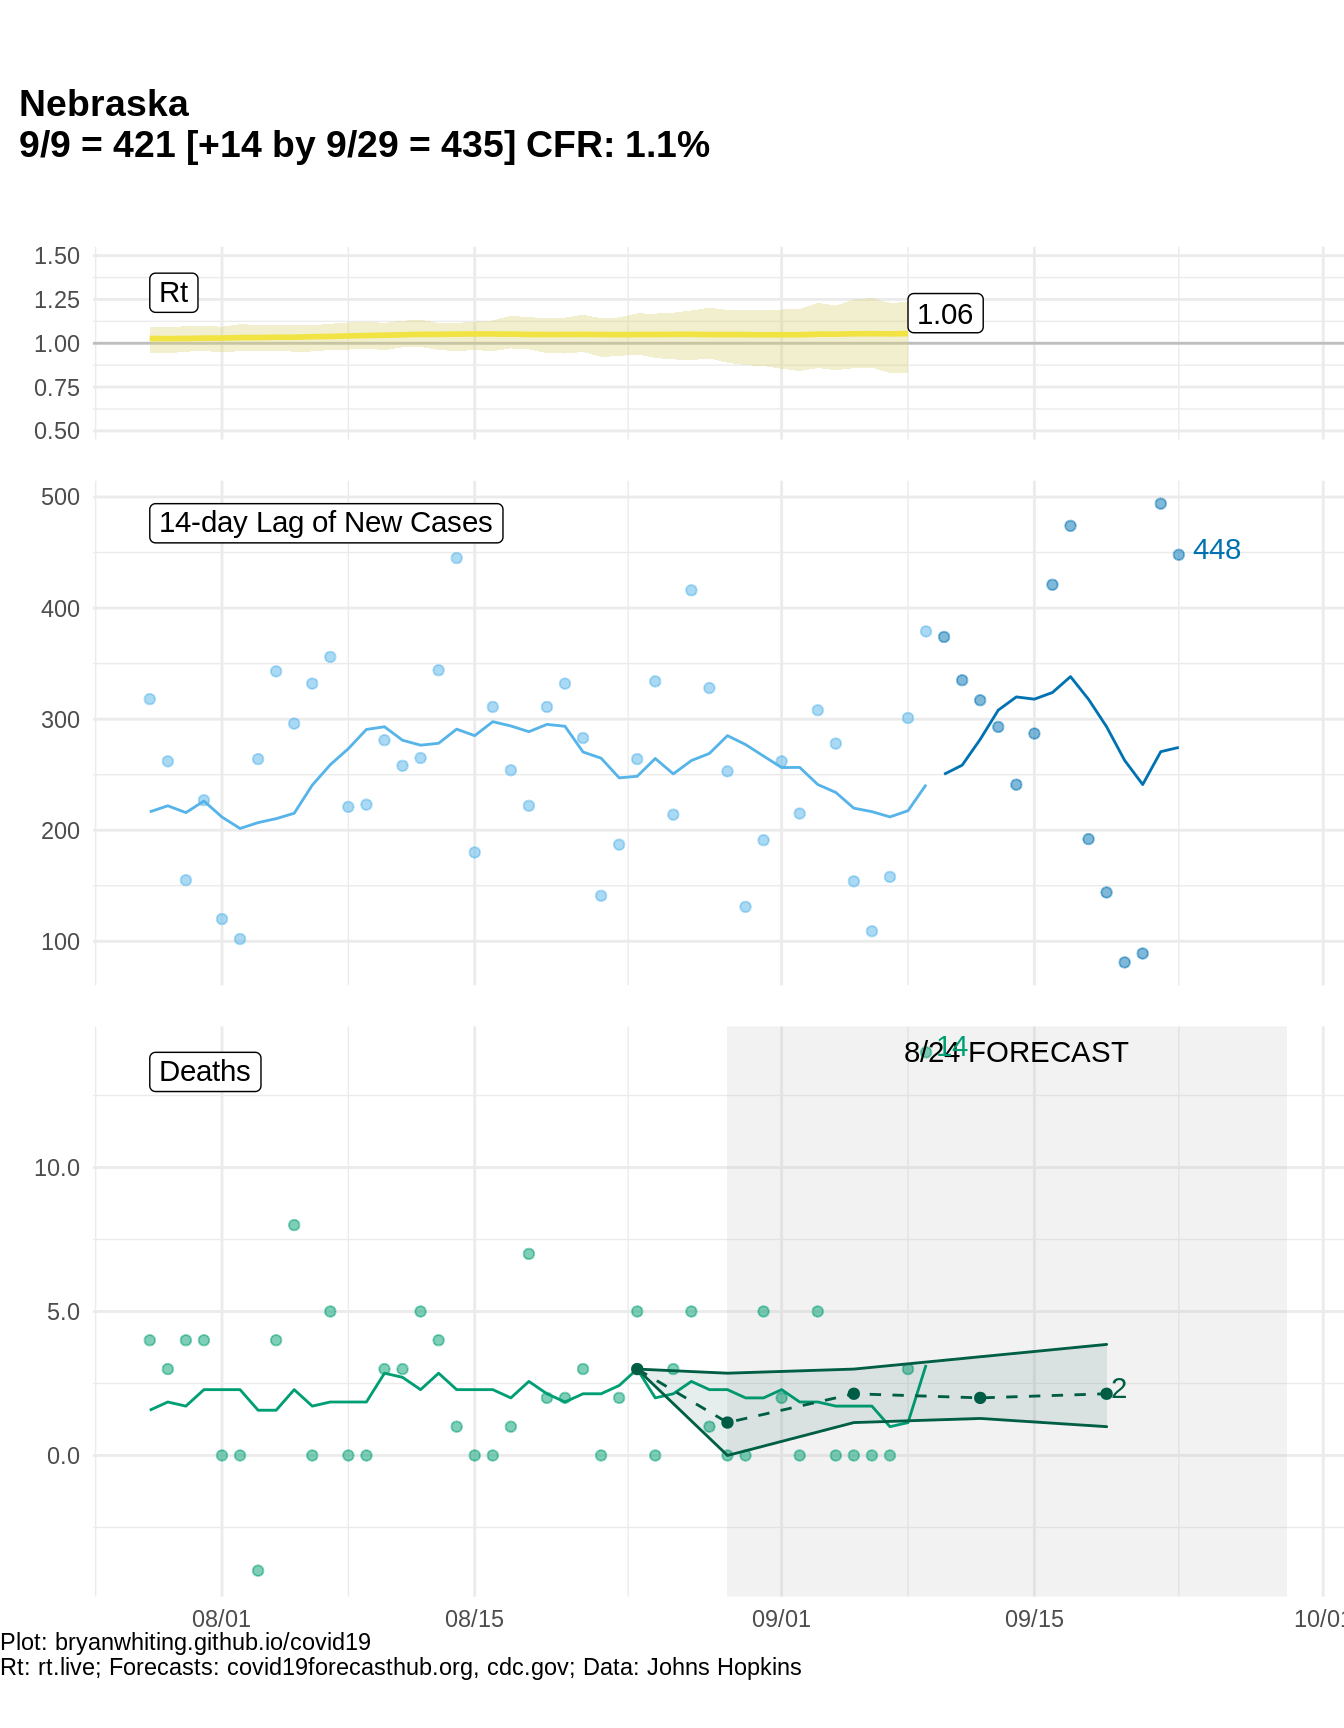 Nebraska
9/9 = 421 [+14 by 9/29 = 435] CFR: 1.1%
1.50
1.25
1.00
0.75
0.50
Rt
1.06
500
400
300
200
100
14-day Lag of New Cases
448
10.0
5.0
0.0
Deaths
8/24 FORECAST
14
2
08/01 08/15 09/01 09/15 10/01
Plot: bryanwhiting.github.io/covid19
Rt: rt.live; Forecasts: covid19forecasthub.org, cdc.gov; Data: Johns Hopkins